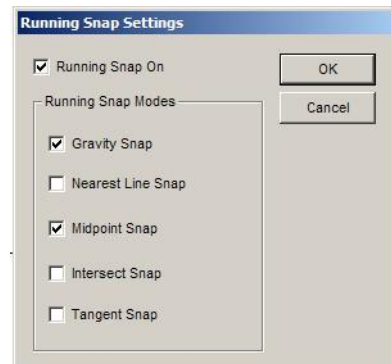 Running Snap Settings
Running Snap On
OK
Running Snap Modes
Cancel
Gravity Snap
Nearest Line Snap
Midpoint Snap
Intersect Snap
Tangent Snap